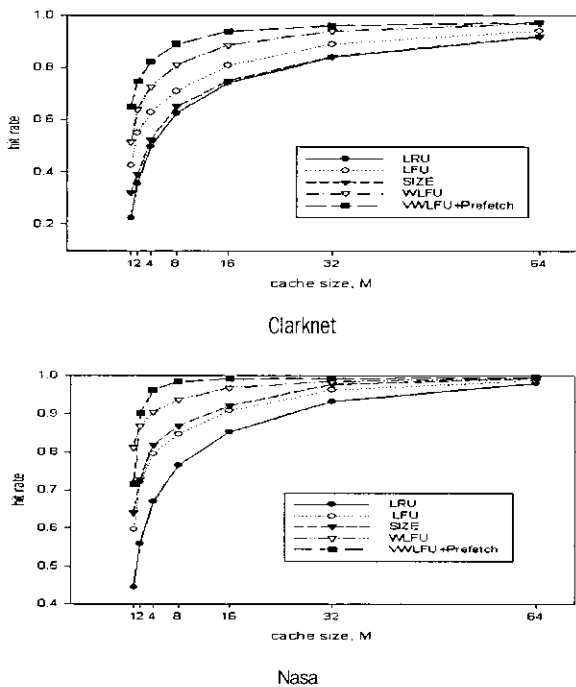 1.0
0.8
0.6
0.4
0.2
hit rate
LRU
LFU
SIZE
WLFU
WLFU+Prefetch
1 2 4 8 16 32 64
cache size, M
Clarknet
1.0
0.9
0.8
0.7
0.6
0.5
0.4
hit rate
LRU
LFU
SIZE
WLFU
WLFU+Prefetch
1 2 4 8 16 32 64
cache size, M
Nasa